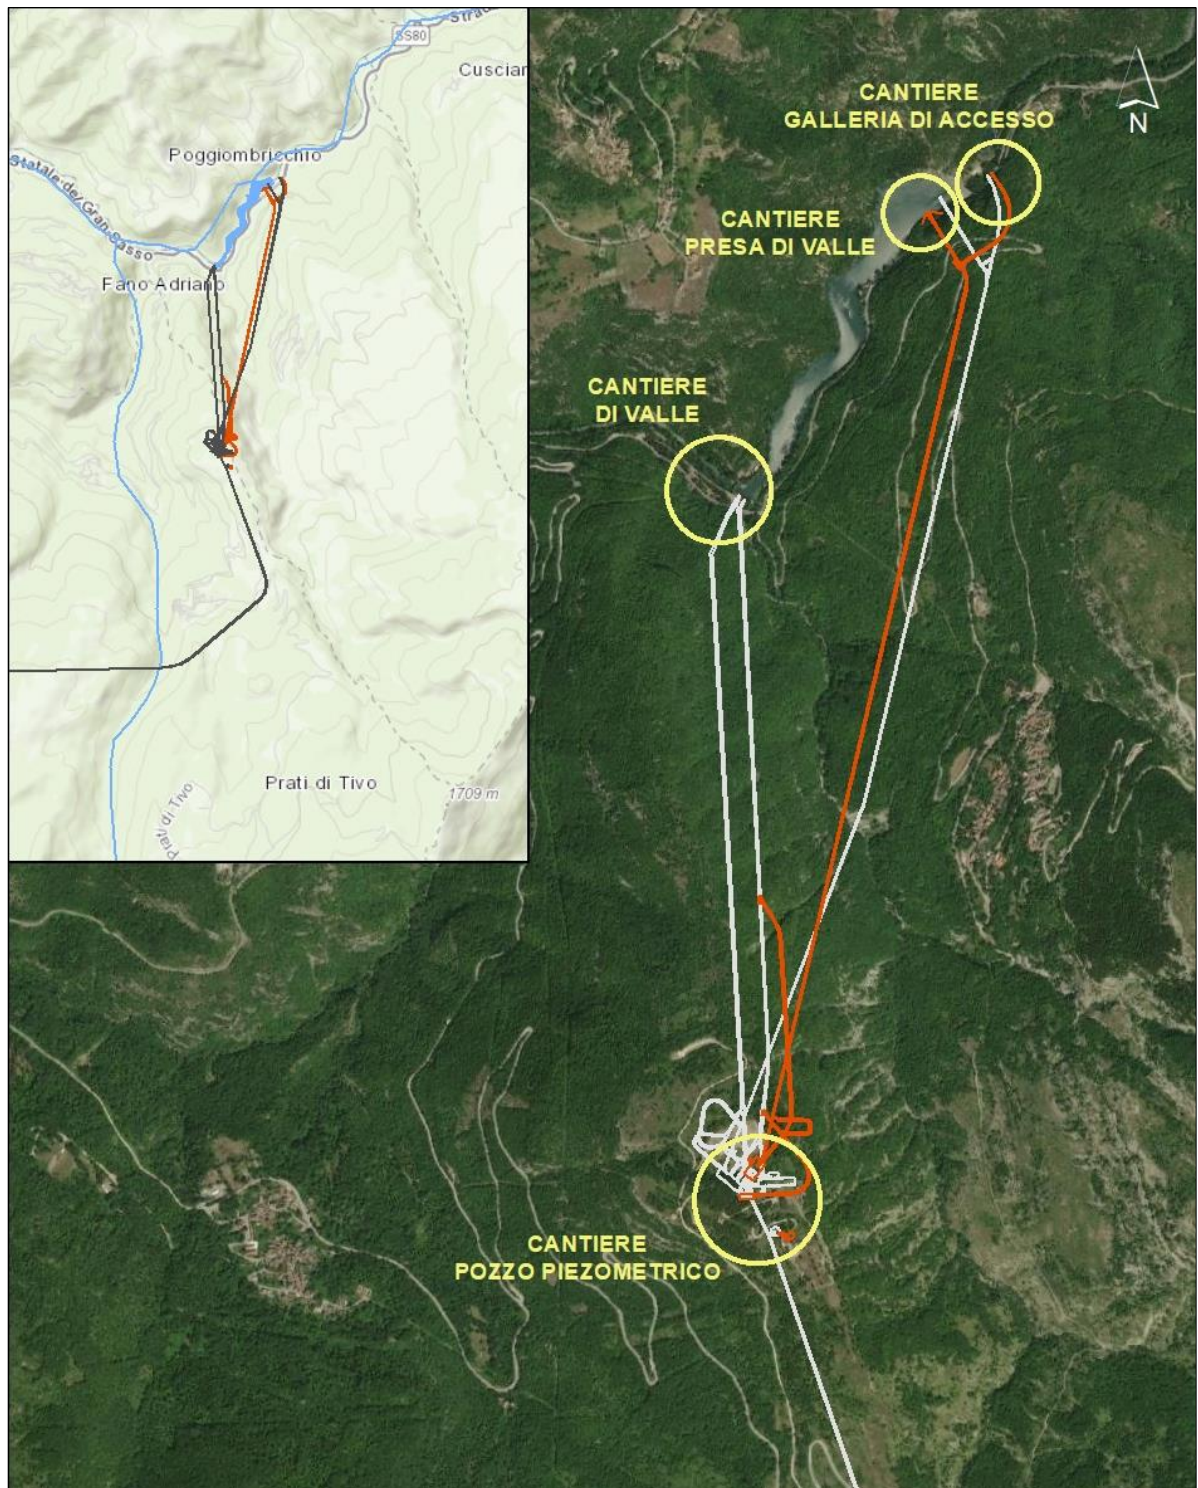 Strad
SS80
Cuscian
Poggiombricchio
Statale del Gran Sasso
Fano Adriano
Prati di Tivo
1709 m
Prati di Tivo
CANTIERE
GALLERIA DI ACCESSO
N
CANTIERE
PRESA DI VALLE
CANTIERE
DI VALLE
CANTIERE
POZZO PIEZOMETRICO